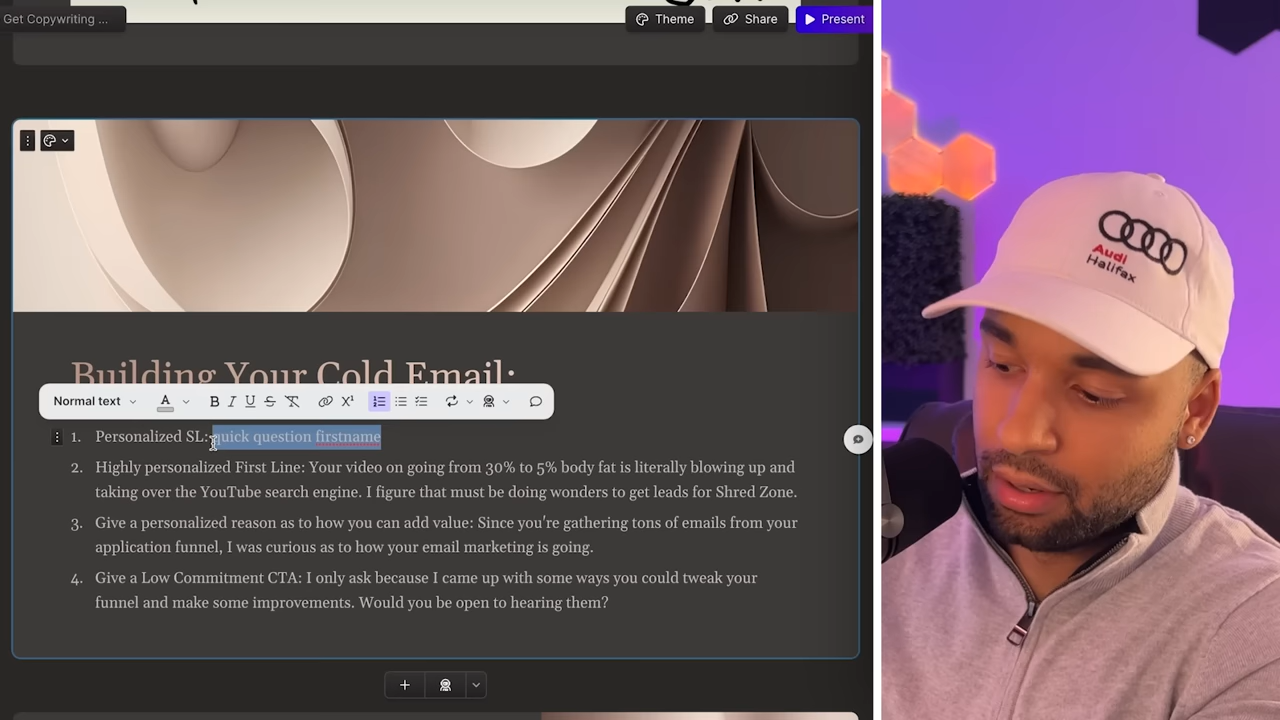 Get Copywriting ...
Theme
Share
Present
Building Your Cold Email:
Normal text
A
B
I
U
S
X¹
1. Personalized SL: quick question firstname
2. Highly personalized First Line: Your video on going from 30% to 5% body fat is literally blowing up and
taking over the YouTube search engine. I figure that must be doing wonders to get leads for Shred Zone.
3. Give a personalized reason as to how you can add value: Since you're gathering tons of emails from your
application funnel, I was curious as to how your email marketing is going.
4. Give a Low Commitment CTA: I only ask because I came up with some ways you could tweak your
funnel and make some improvements. Would you be open to hearing them?
Audi
Halifax